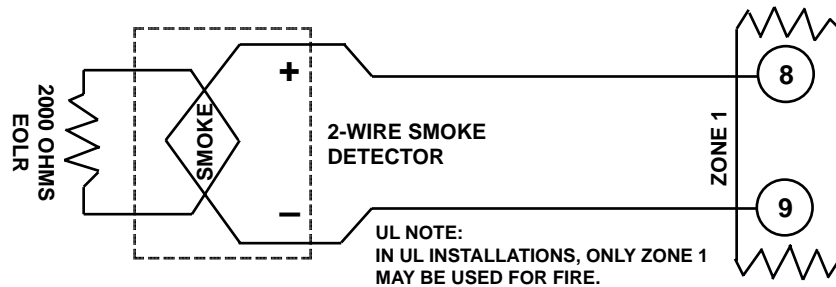 2000 OHMS
EOLR
SMOKE
+
–
2-WIRE SMOKE
DETECTOR
ZONE 1
8
9
UL NOTE:
IN UL INSTALLATIONS, ONLY ZONE 1
MAY BE USED FOR FIRE.